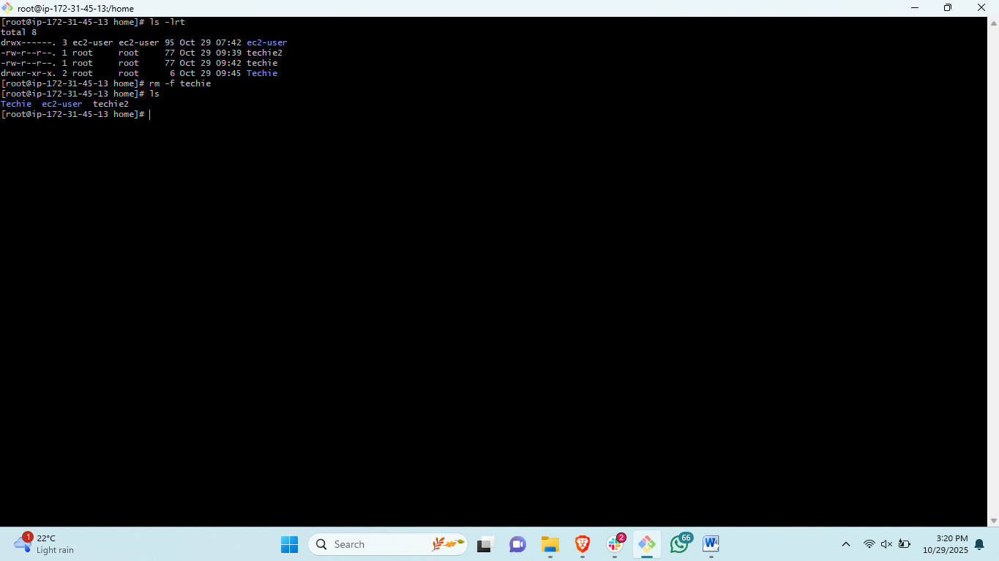 root@ip-172-31-45-13:/home
[root@ip-172-31-45-13 home]# ls -lrt
total 8
drwx------. 3 ec2-user ec2-user 95 Oct 29 07:42 ec2-user
-rw-r--r--. 1 root     root     77 Oct 29 09:39 techie2
-rw-r--r--. 1 root     root     77 Oct 29 09:42 techie
drwxr-xr-x. 2 root     root      6 Oct 29 09:45 Techie
[root@ip-172-31-45-13 home]# rm -f techie
[root@ip-172-31-45-13 home]# ls
Techie  ec2-user  techie2
[root@ip-172-31-45-13 home]#
1
22°C
Light rain
Search
2
66
W
3:20 PM
10/29/2025